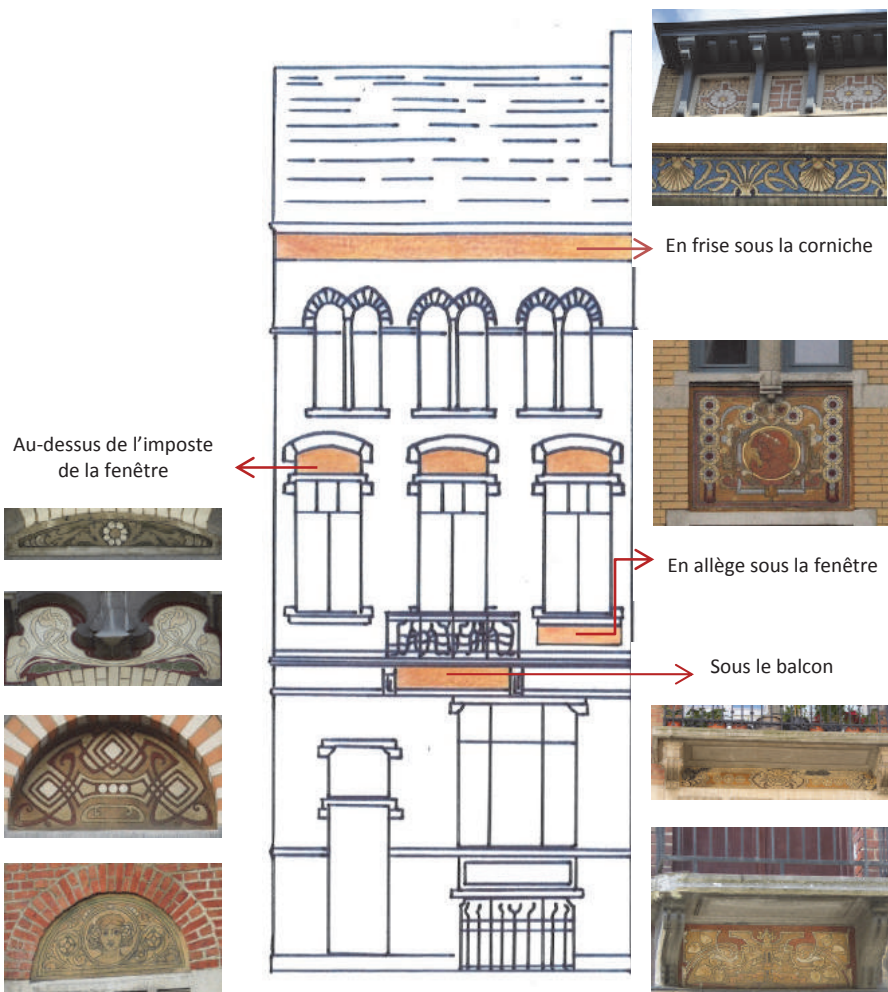 En frise sous la corniche
Au-dessus de l’imposte
de la fenêtre
En allège sous la fenêtre
Sous le balcon